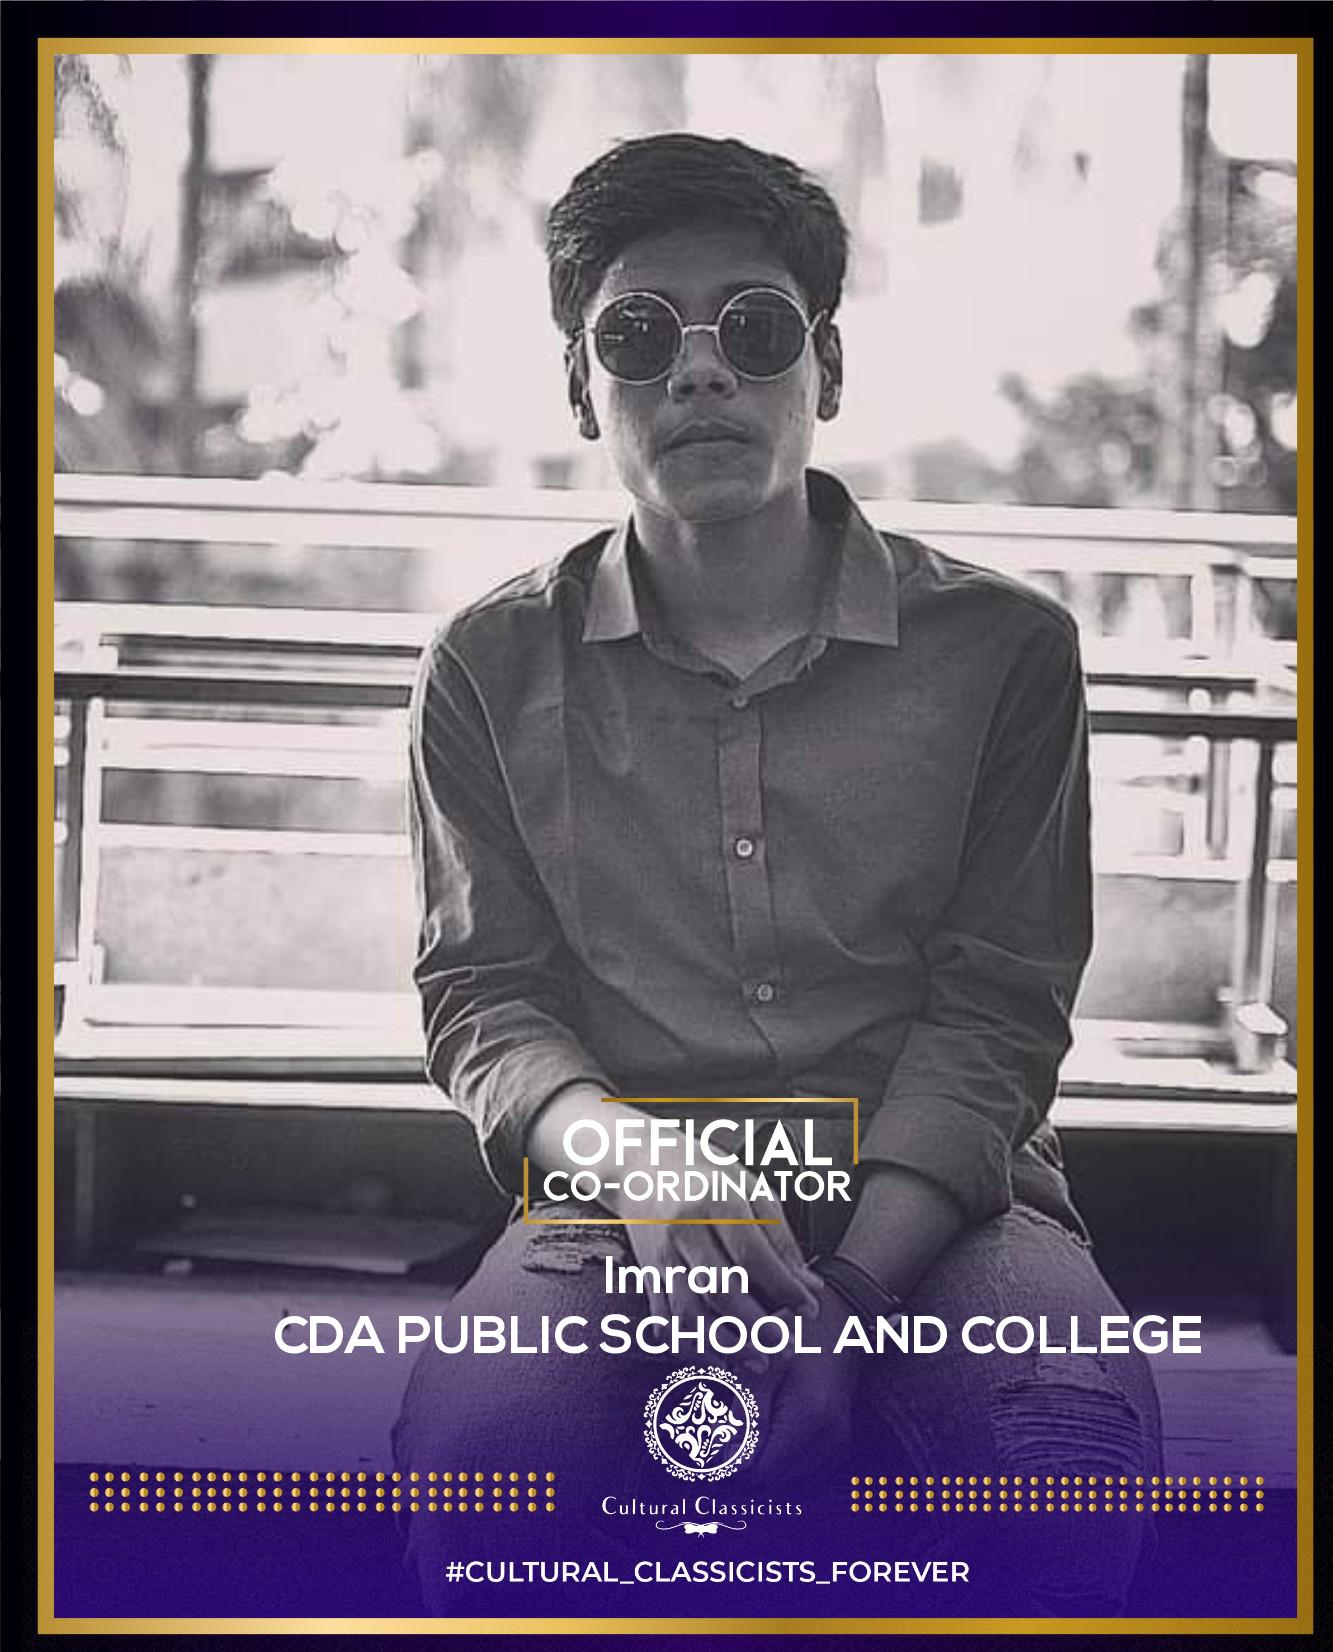 OFFICIAL
CO-ORDINATOR
Imran
CDA PUBLIC SCHOOL AND COLLEGE
Cultural Classicists
#CULTURAL_CLASSICISTS_FOREVER